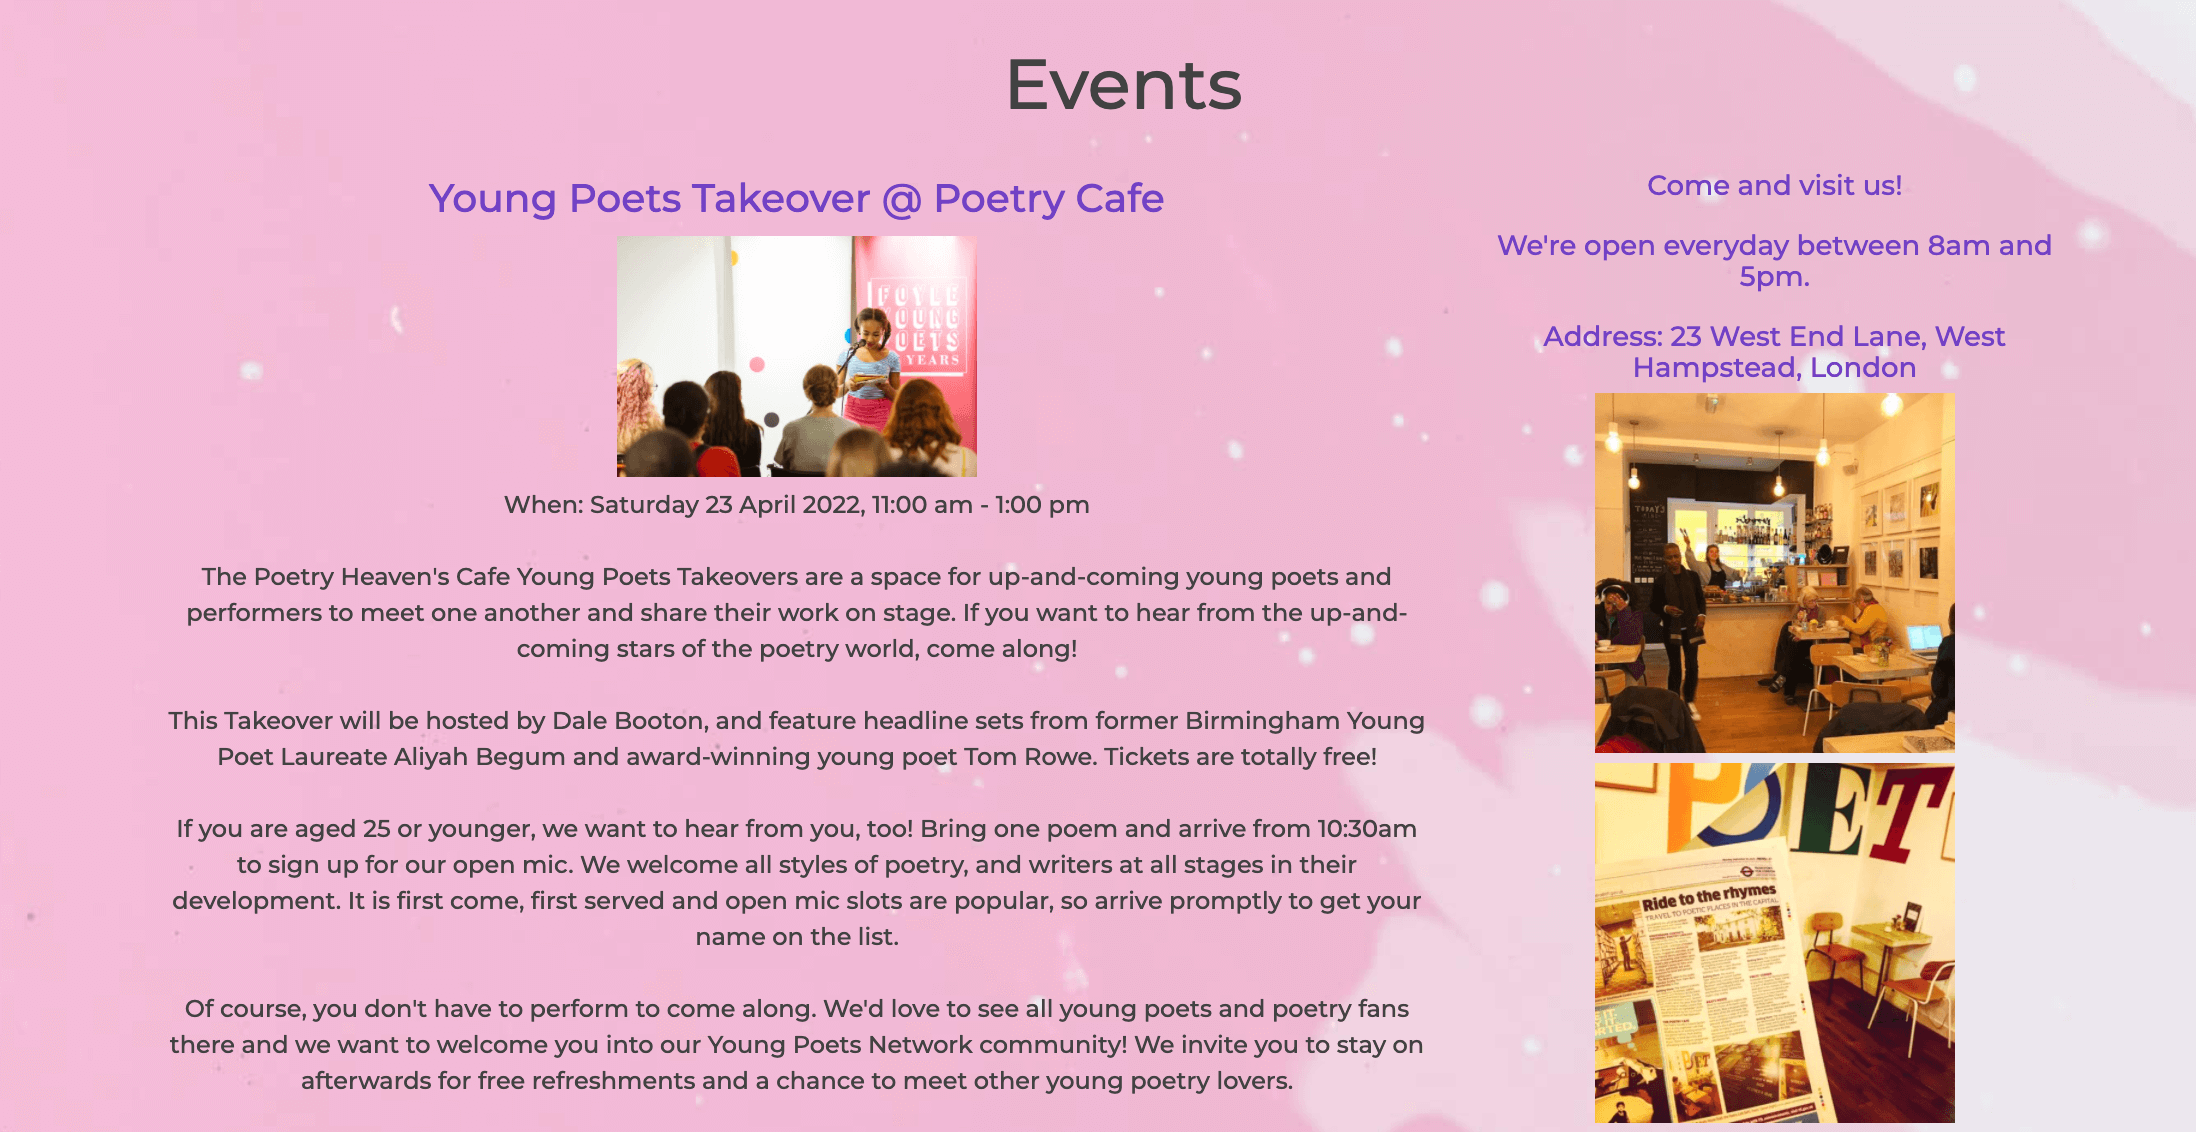 Events
Young Poets Takeover @ Poetry Cafe
FOYLE
YOUNG
POETS
YEARS
When: Saturday 23 April 2022, 11:00 am - 1:00 pm
The Poetry Heaven's Cafe Young Poets Takeovers are a space for up-and-coming young poets and
performers to meet one another and share their work on stage. If you want to hear from the up-and-
coming stars of the poetry world, come along!
This Takeover will be hosted by Dale Booton, and feature headline sets from former Birmingham Young
Poet Laureate Aliyah Begum and award-winning young poet Tom Rowe. Tickets are totally free!
If you are aged 25 or younger, we want to hear from you, too! Bring one poem and arrive from 10:30am
to sign up for our open mic. We welcome all styles of poetry, and writers at all stages in their
development. It is first come, first served and open mic slots are popular, so arrive promptly to get your
name on the list.
Of course, you don't have to perform to come along. We'd love to see all young poets and poetry fans
there and we want to welcome you into our Young Poets Network community! We invite you to stay on
afterwards for free refreshments and a chance to meet other young poetry lovers.
Come and visit us!
We're open everyday between 8am and
5pm.
Address: 23 West End Lane, West
Hampstead, London
TODAY'S
POET
Ride to the rhymes
TRAVEL TO POETIC PLACES IN THE CAPITAL